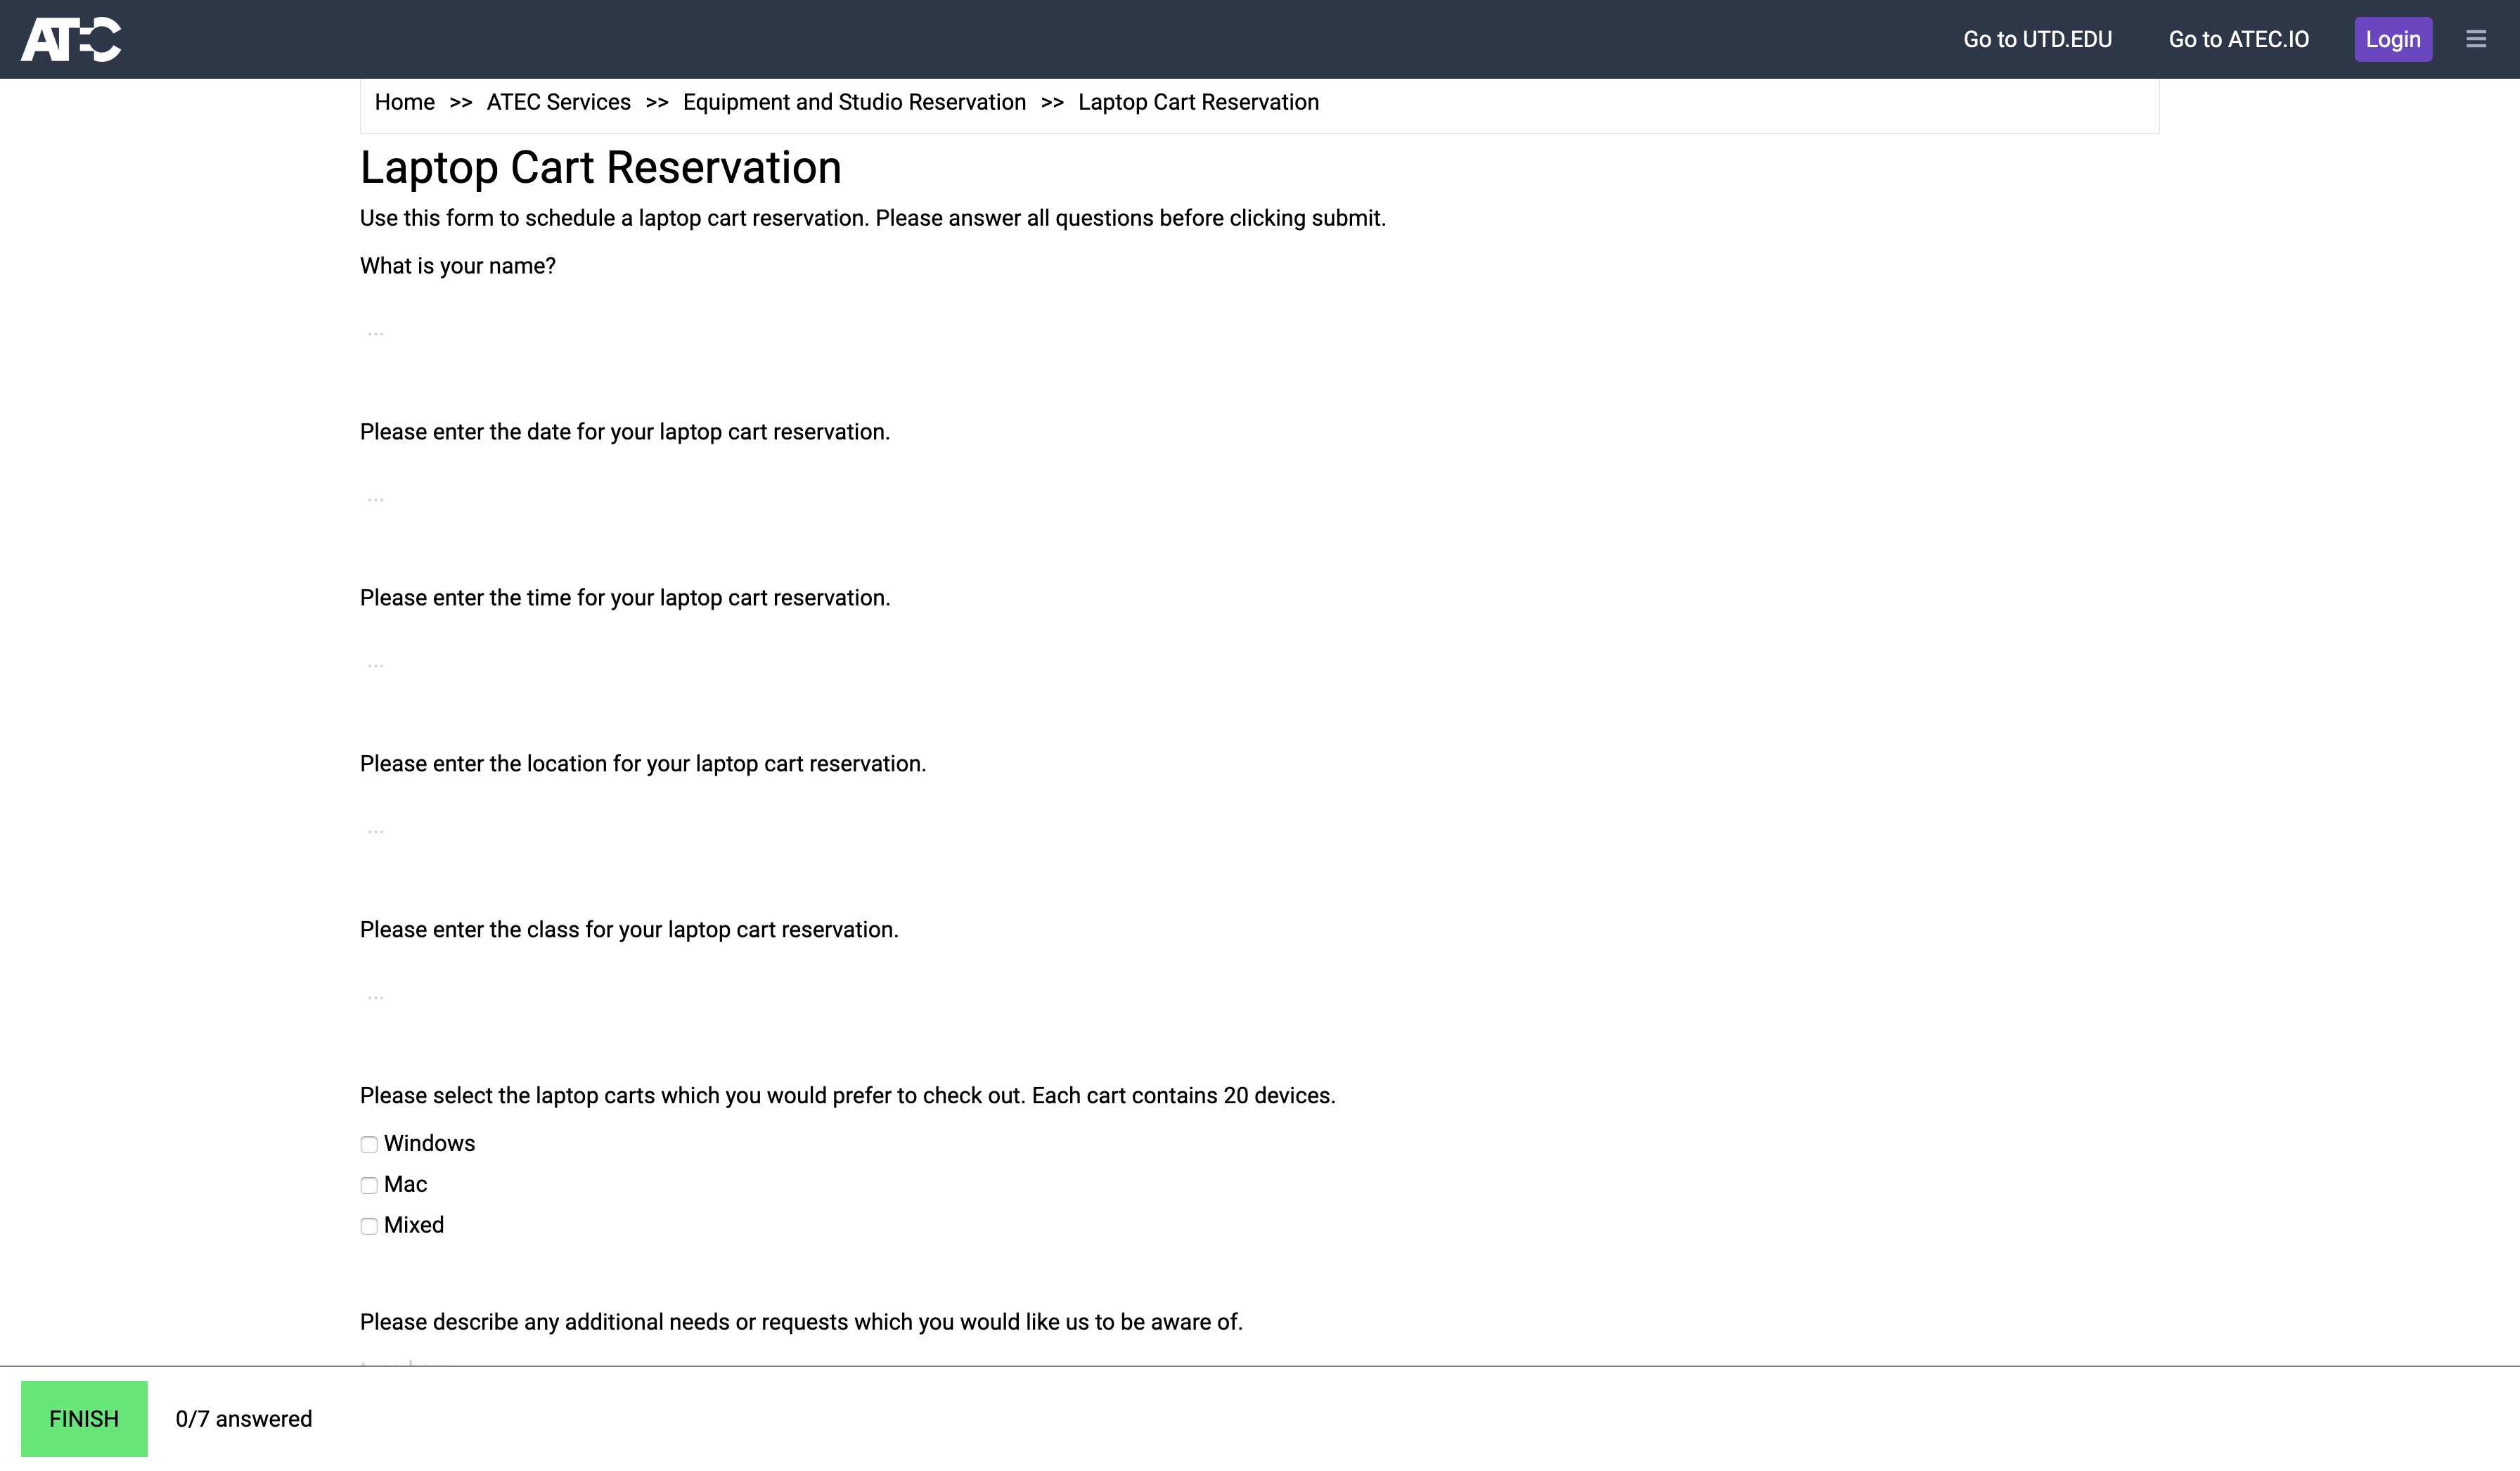 ATEC
Go to UTD.EDU
Go to ATEC.IO
Login
Home >> ATEC Services >> Equipment and Studio Reservation >> Laptop Cart Reservation
Laptop Cart Reservation
Use this form to schedule a laptop cart reservation. Please answer all questions before clicking submit.
What is your name?
...
Please enter the date for your laptop cart reservation.
...
Please enter the time for your laptop cart reservation.
...
Please enter the location for your laptop cart reservation.
...
Please enter the class for your laptop cart reservation.
...
Please select the laptop carts which you would prefer to check out. Each cart contains 20 devices.
Windows
Mac
Mixed
Please describe any additional needs or requests which you would like us to be aware of.
FINISH
0/7 answered